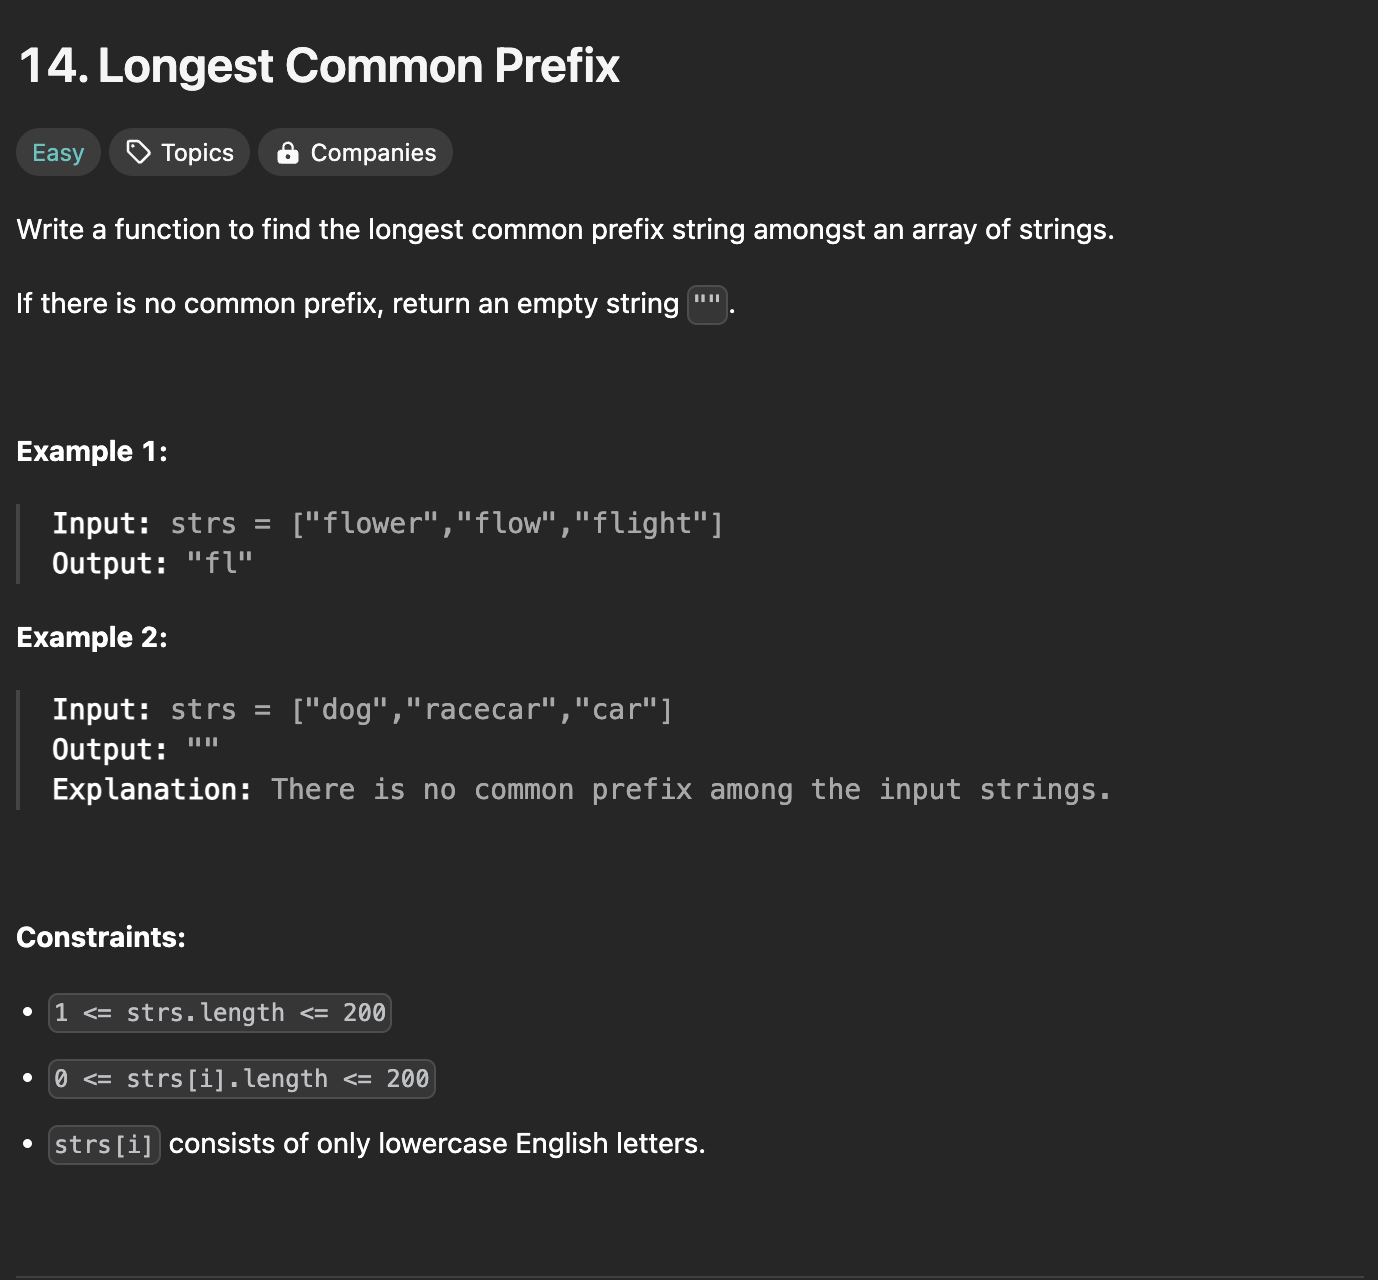 14. Longest Common Prefix
Easy Topics Companies
Write a function to find the longest common prefix string amongst an array of strings.
If there is no common prefix, return an empty string "".
Example 1:
Input: strs = ["flower","flow","flight"]
Output: "fl"
Example 2:
Input: strs = ["dog","racecar","car"]
Output: ""
Explanation: There is no common prefix among the input strings.
Constraints:
• 1 <= strs.length <= 200
• 0 <= strs[i].length <= 200
• strs[i] consists of only lowercase English letters.